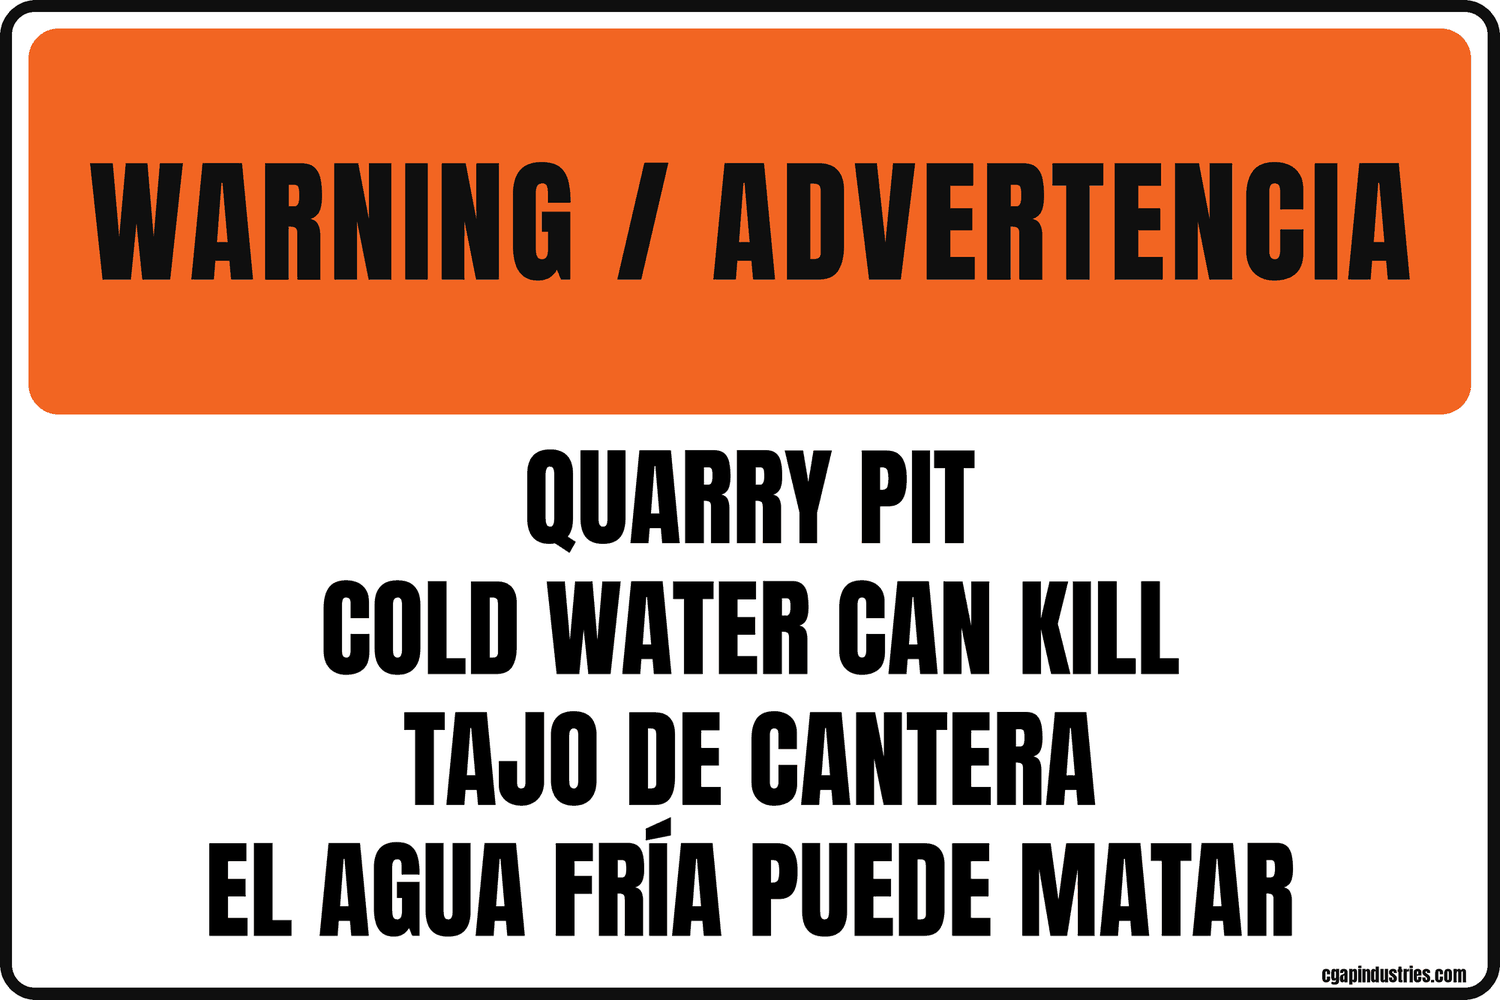 WARNING / ADVERTENCIA
QUARRY PIT
COLD WATER CAN KILL
TAJO DE CANTERA
EL AGUA FRÍA PUEDE MATAR
cgapindustries.com